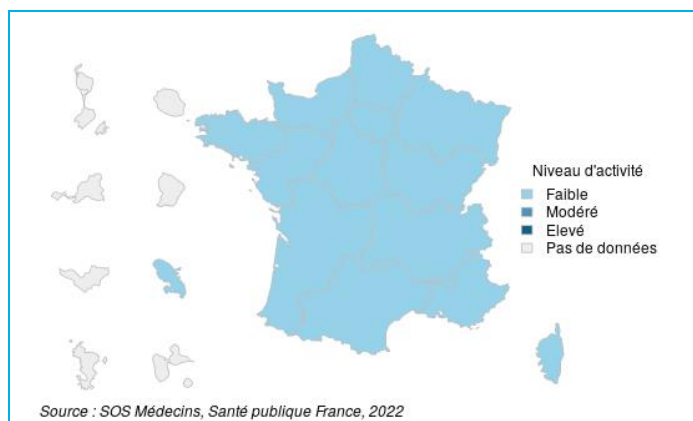 Niveau d'activité
Faible
Modéré
Elevé
Pas de données
Source : SOS Médecins, Santé publique France, 2022